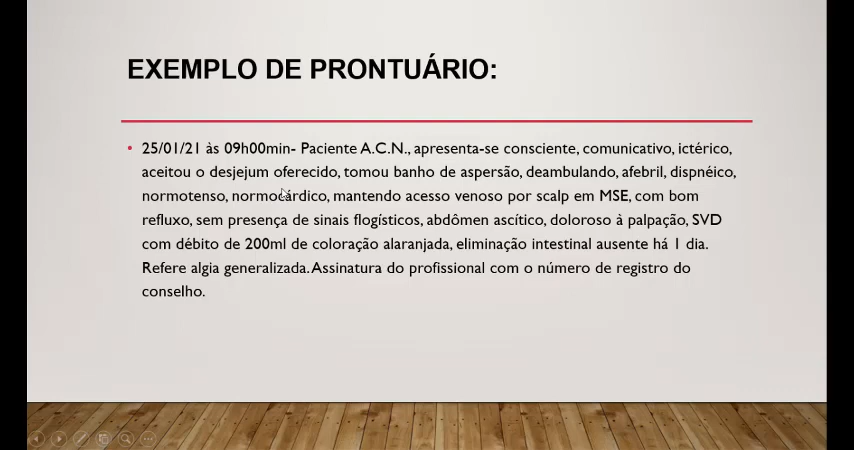 EXEMPLO DE PRONTUÁRIO:
• 25/01/21 às 09h00min- Paciente A.C.N., apresenta-se consciente, comunicativo, ictérico,
aceitou o desjejum oferecido, tomou banho de aspersão, deambulando, afebril, dispnéico,
normotenso, normocárdico, mantendo acesso venoso por scalp em MSE, com bom
refluxo, sem presença de sinais flogísticos, abdômen ascítico, doloroso à palpação, SVD
com débito de 200ml de coloração alaranjada, eliminação intestinal ausente há 1 dia.
Refere algia generalizada. Assinatura do profissional com o número de registro do
conselho.